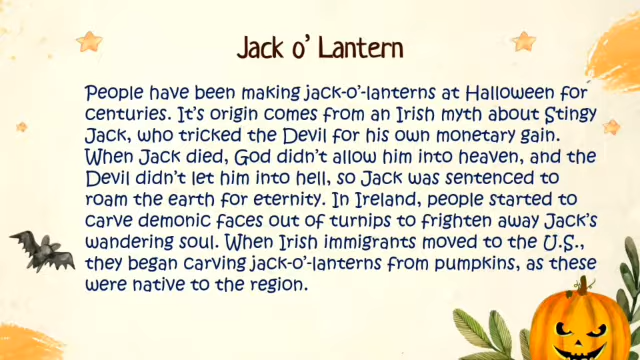 Jack o’ Lantern
People have been making jack-o’-lanterns at Halloween for
centuries. It’s origin comes from an Irish myth about Stingy
Jack, who tricked the Devil for his own monetary gain.
When Jack died, God didn’t allow him into heaven, and the
Devil didn’t let him into hell, so Jack was sentenced to
roam the earth for eternity. In Ireland, people started to
carve demonic faces out of turnips to frighten away Jack’s
wandering soul. When Irish immigrants moved to the U.S.,
they began carving jack-o’-lanterns from pumpkins, as these
were native to the region.